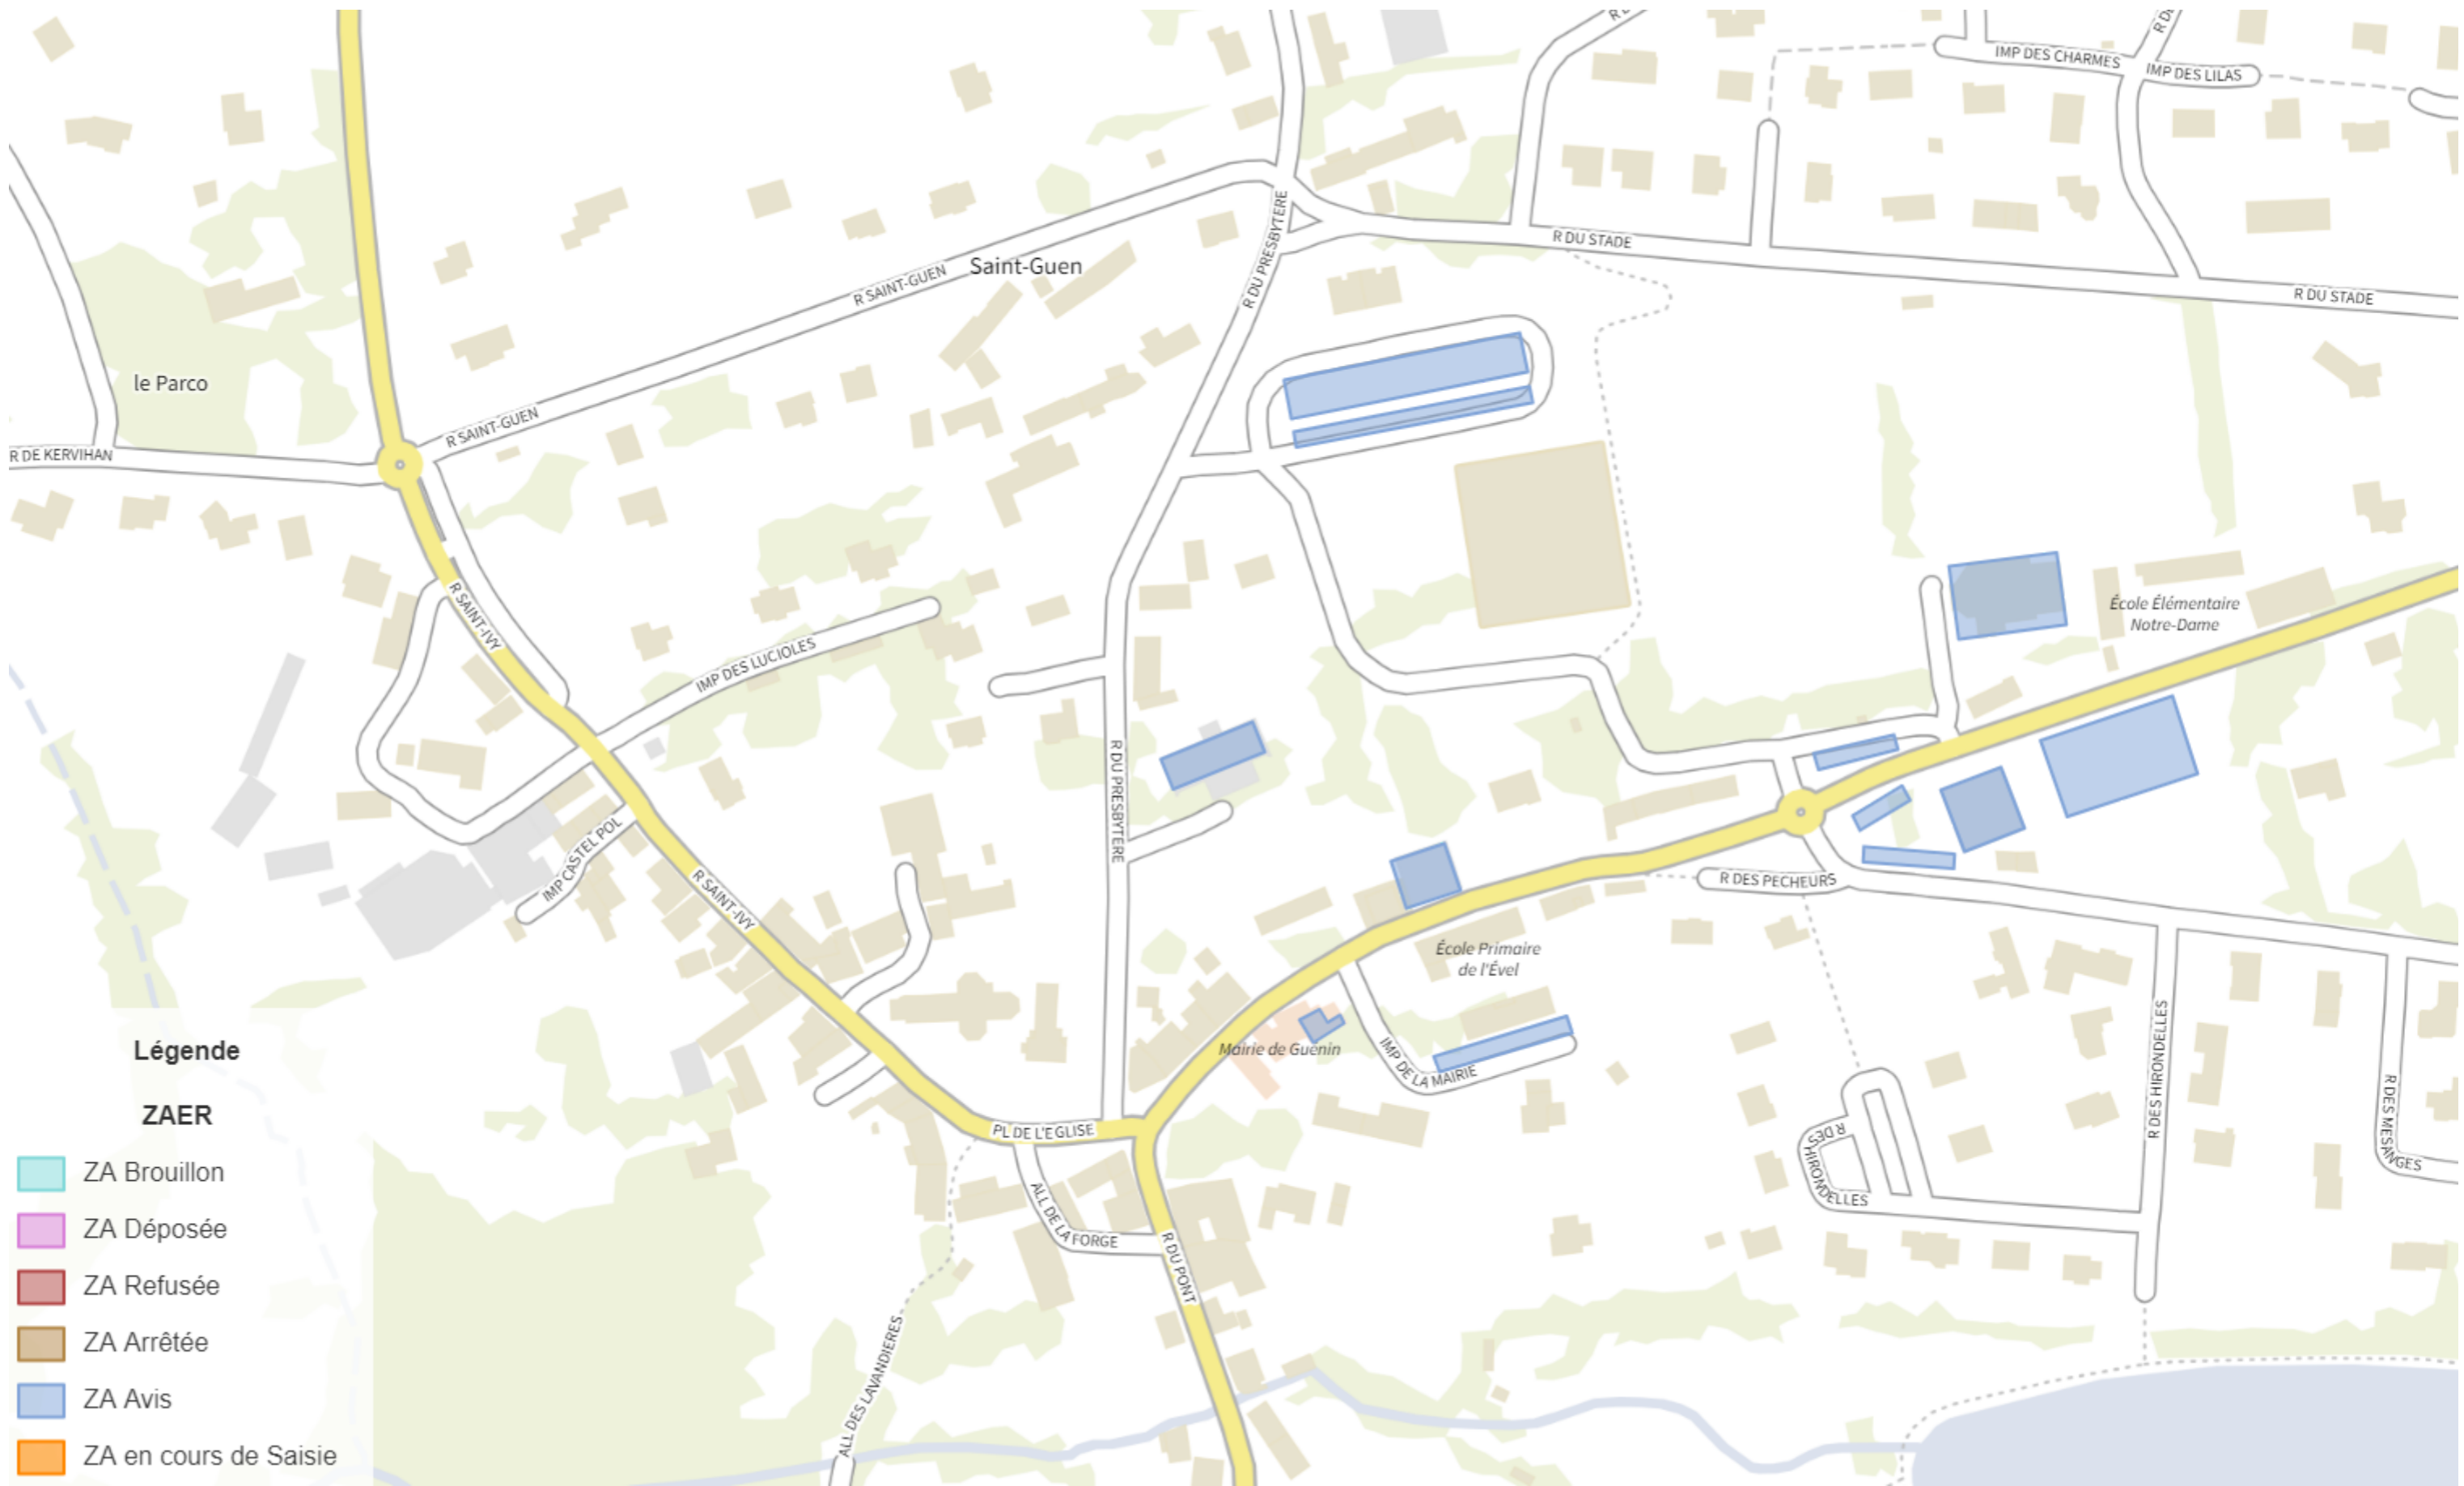 IMP DES CHARMES
IMP DES LILAS
R DU PRESBYTERE
R DU STADE
R DU STADE
Saint-Guen
R SAINT-GUEN
le Parco
R SAINT-GUEN
R DE KERVIHAN
R SAINT-IVY
École Élémentaire
Notre-Dame
IMP DES LUCIOLES
R DU PRESBYTERE
IMP CASTEL POL
R SAINT-IVY
R DES PECHEURS
École Primaire
de l'Ével
Mairie de Guenin
IMP DE LA MAIRIE
R DES HIRONDELLES
R DES MESANGES
R DES
HIRONDELLES
PL DE L'EGLISE
ALL DE LA FORGE
R DU PONT
ALL DES LAVANDIERES
Légende
ZAER
ZA Brouillon
ZA Déposée
ZA Refusée
ZA Arrêtée
ZA Avis
ZA en cours de Saisie